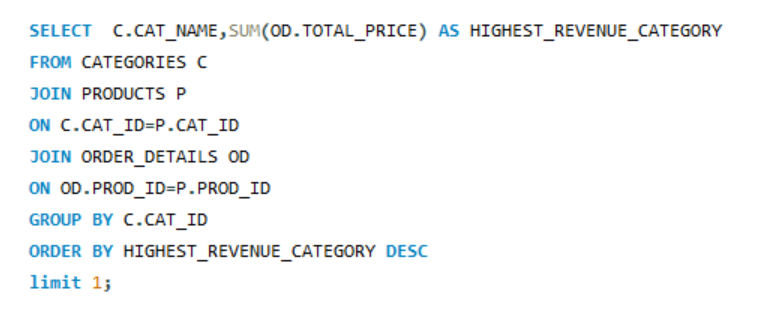 SELECT  C.CAT_NAME,SUM(OD.TOTAL_PRICE) AS HIGHEST_REVENUE_CATEGORY
FROM CATEGORIES C
JOIN PRODUCTS P
ON C.CAT_ID=P.CAT_ID
JOIN ORDER_DETAILS OD
ON OD.PROD_ID=P.PROD_ID
GROUP BY C.CAT_ID
ORDER BY HIGHEST_REVENUE_CATEGORY DESC
limit 1;